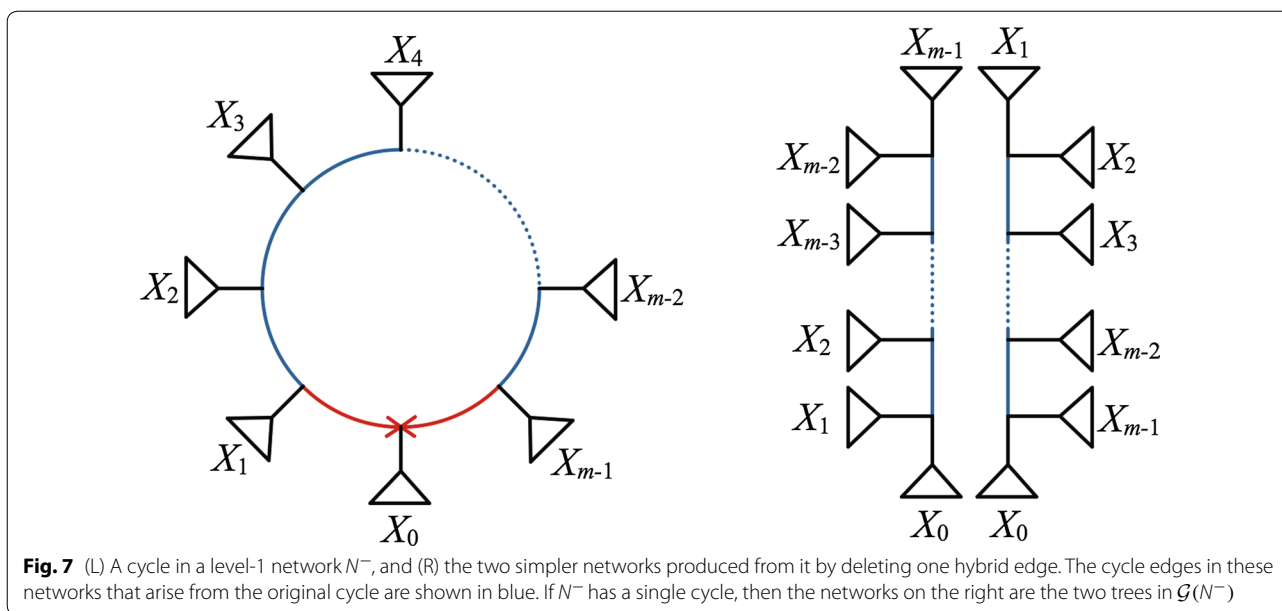 X₄
X₃
X₂
X₁
X₀
Xₘ₋₁
Xₘ₋₂
Xₘ₋₁ X₁
Xₘ₋₂ X₂
Xₘ₋₃ X₃
X₂ Xₘ₋₂
X₁ Xₘ₋₁
X₀ X₀
Fig. 7 (L) A cycle in a level-1 network N⁻, and (R) the two simpler networks produced from it by deleting one hybrid edge. The cycle edges in these
networks that arise from the original cycle are shown in blue. If N⁻ has a single cycle, then the networks on the right are the two trees in 𝒢(N⁻)